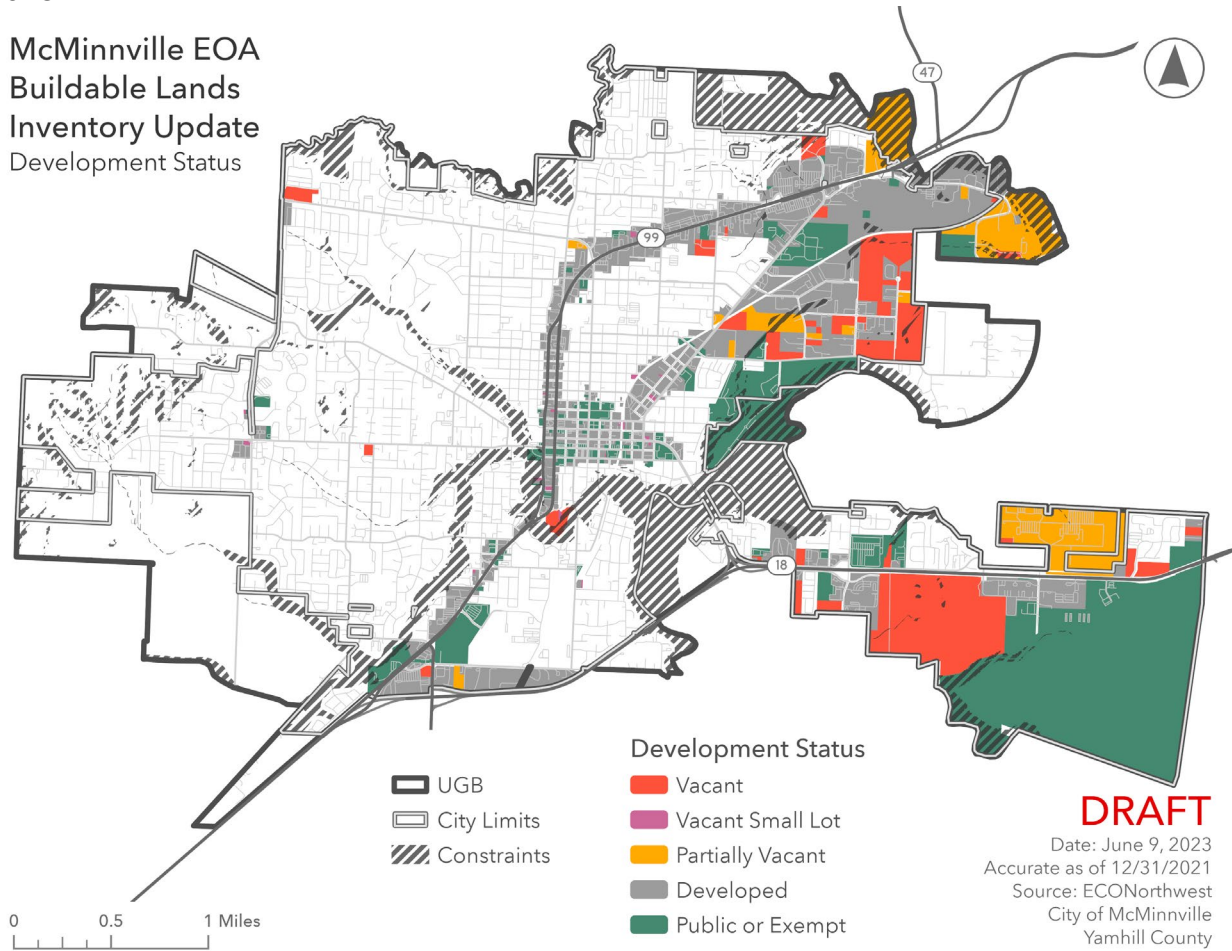 McMinnville EOA
Buildable Lands
Inventory Update
Development Status
47
99
18
UGB
City Limits
Constraints
Development Status
Vacant
Vacant Small Lot
Partially Vacant
Developed
Public or Exempt
DRAFT
Date: June 9, 2023
Accurate as of 12/31/2021
Source: ECONorthwest
City of McMinnville
Yamhill County
0 0.5 1 Miles